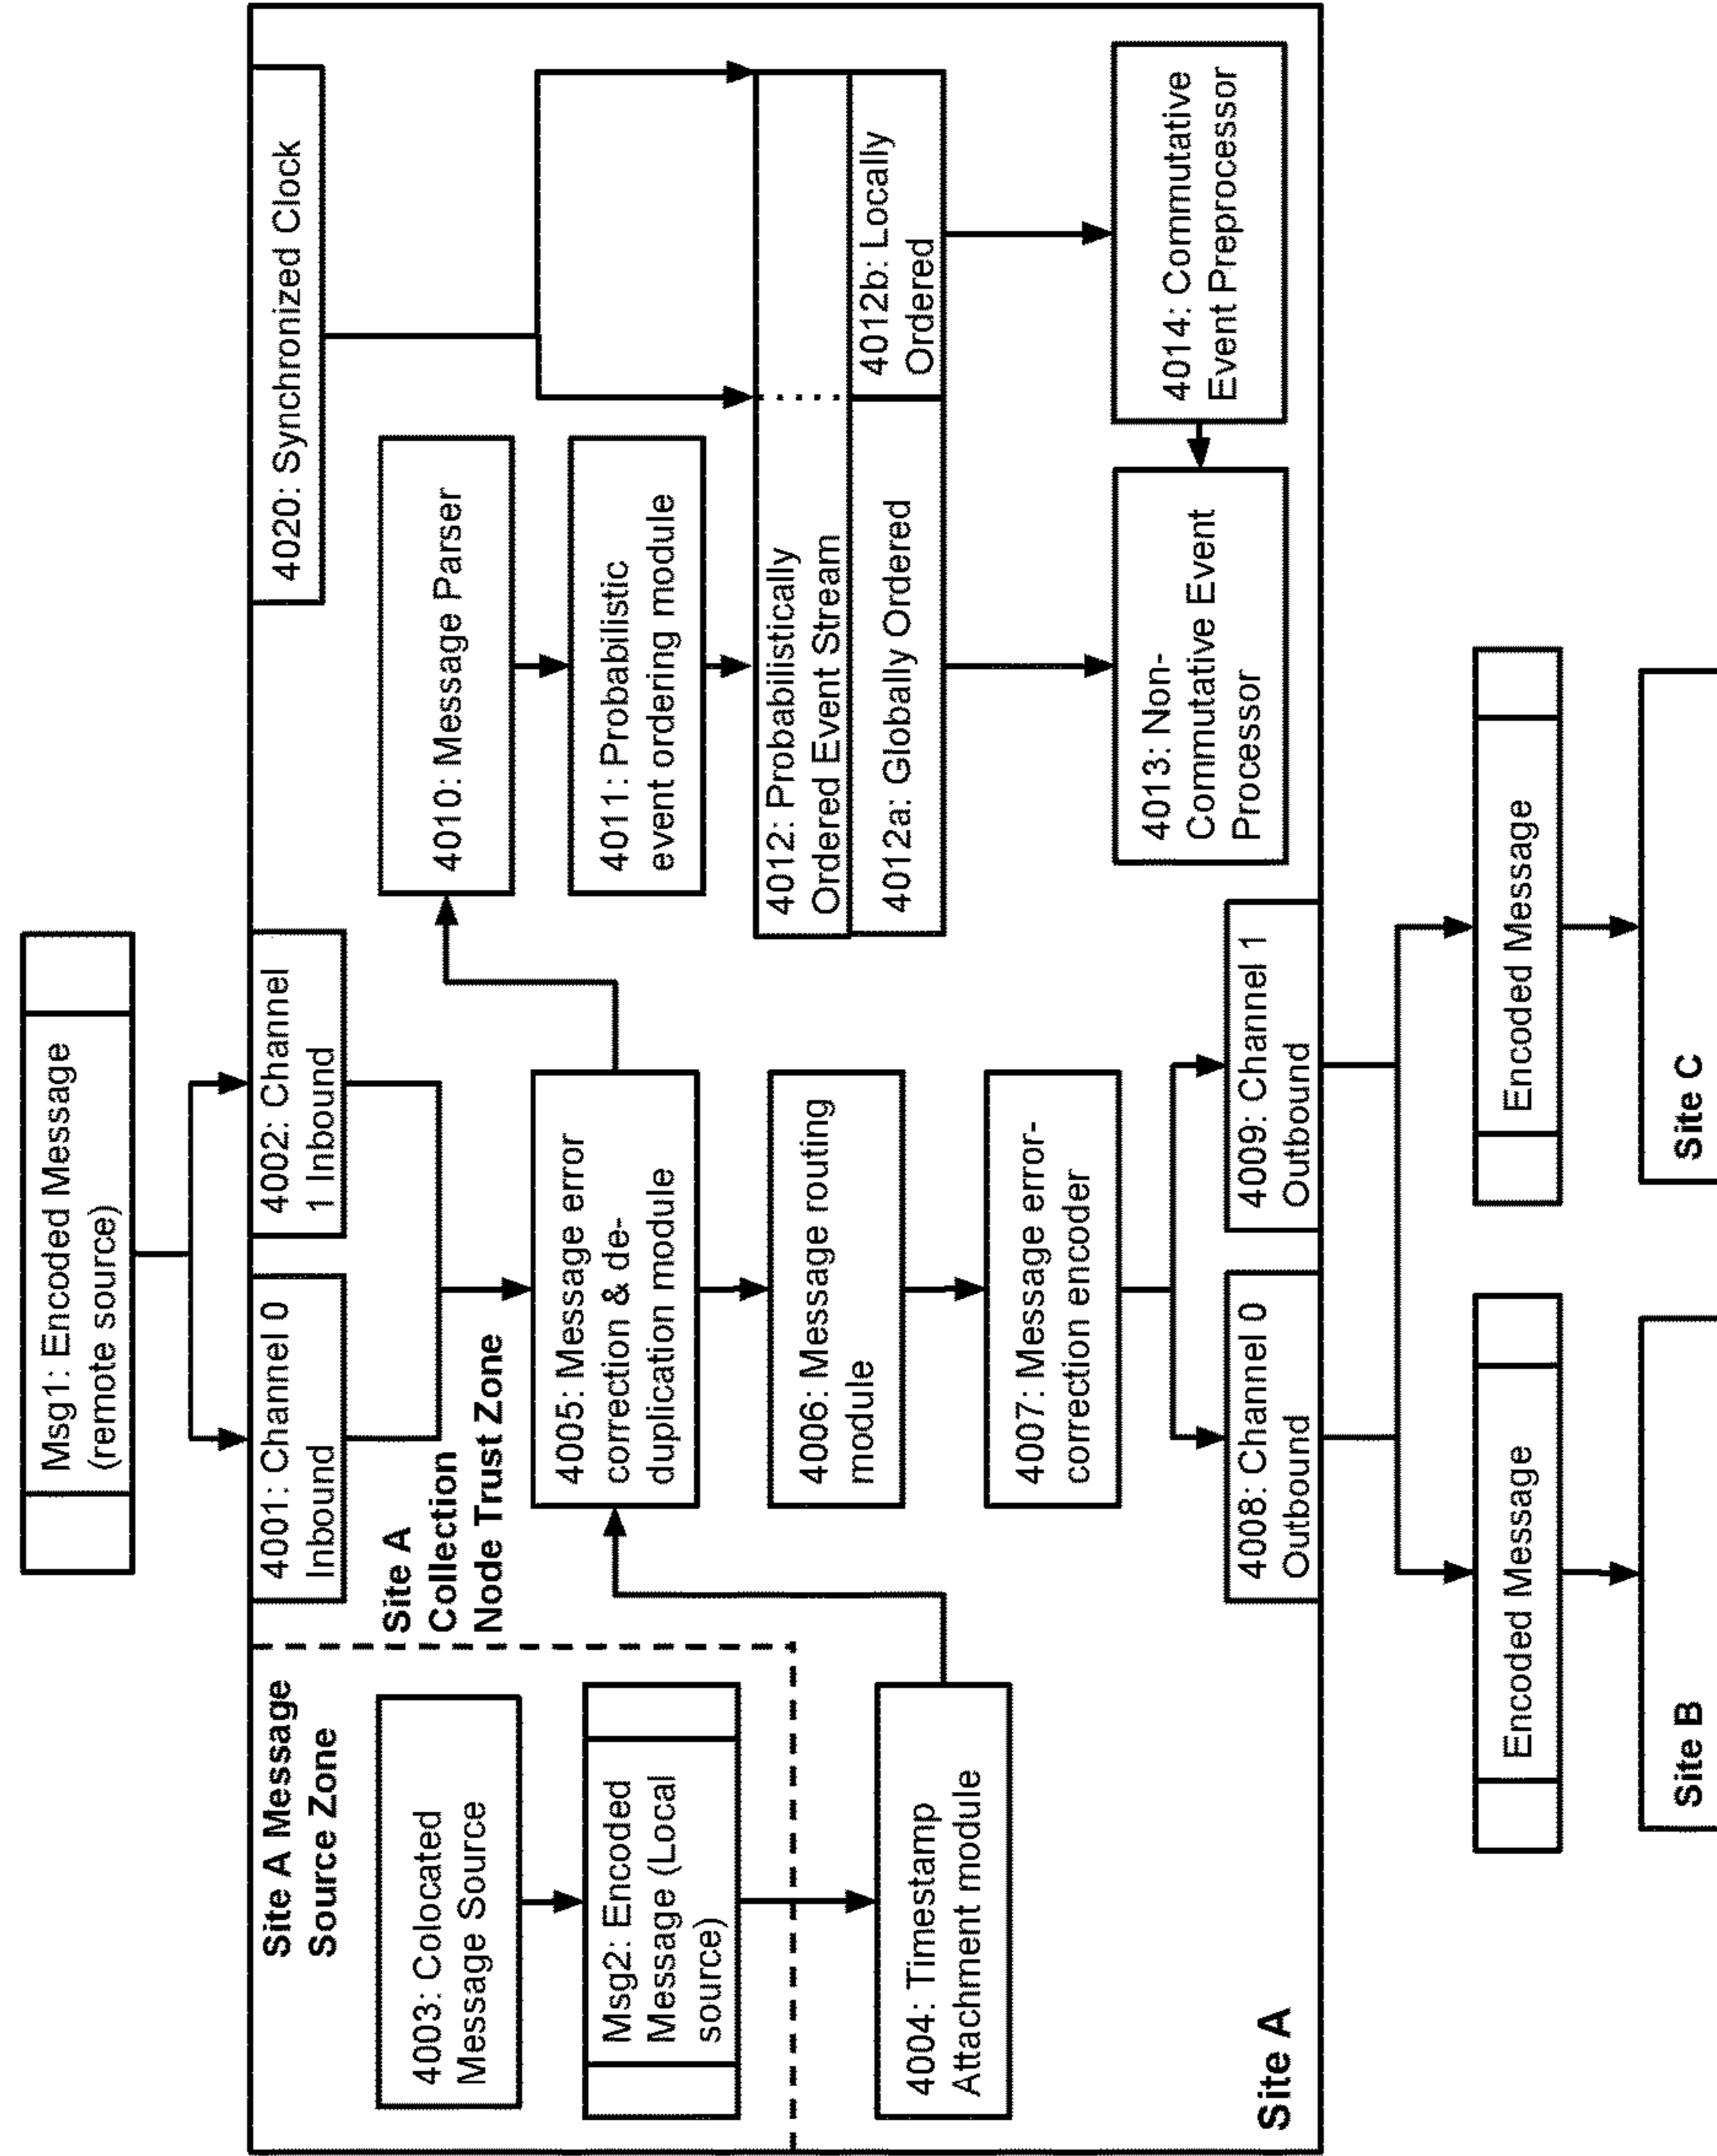 Msg1: Encoded Message
(remote source)
Site A Message
Source Zone
4001: Channel 0
Inbound
4002: Channel
1 Inbound
4020: Synchronized Clock
Site A
Collection
Node Trust Zone
4003: Colocated
Message Source
Msg2: Encoded
Message (Local
source)
4004: Timestamp
Attachment module
4005: Message error
correction & de-
duplication module
4006: Message routing
module
4007: Message error-
correction encoder
4008: Channel 0
Outbound
4009: Channel 1
Outbound
4010: Message Parser
4011: Probabilistic
event ordering module
4012: Probabilistically
Ordered Event Stream
4012a: Globally Ordered
4012b: Locally
Ordered
4013: Non-
Commutative Event
Processor
4014: Commutative
Event Preprocessor
Site A
Encoded Message
Encoded Message
Site B
Site C